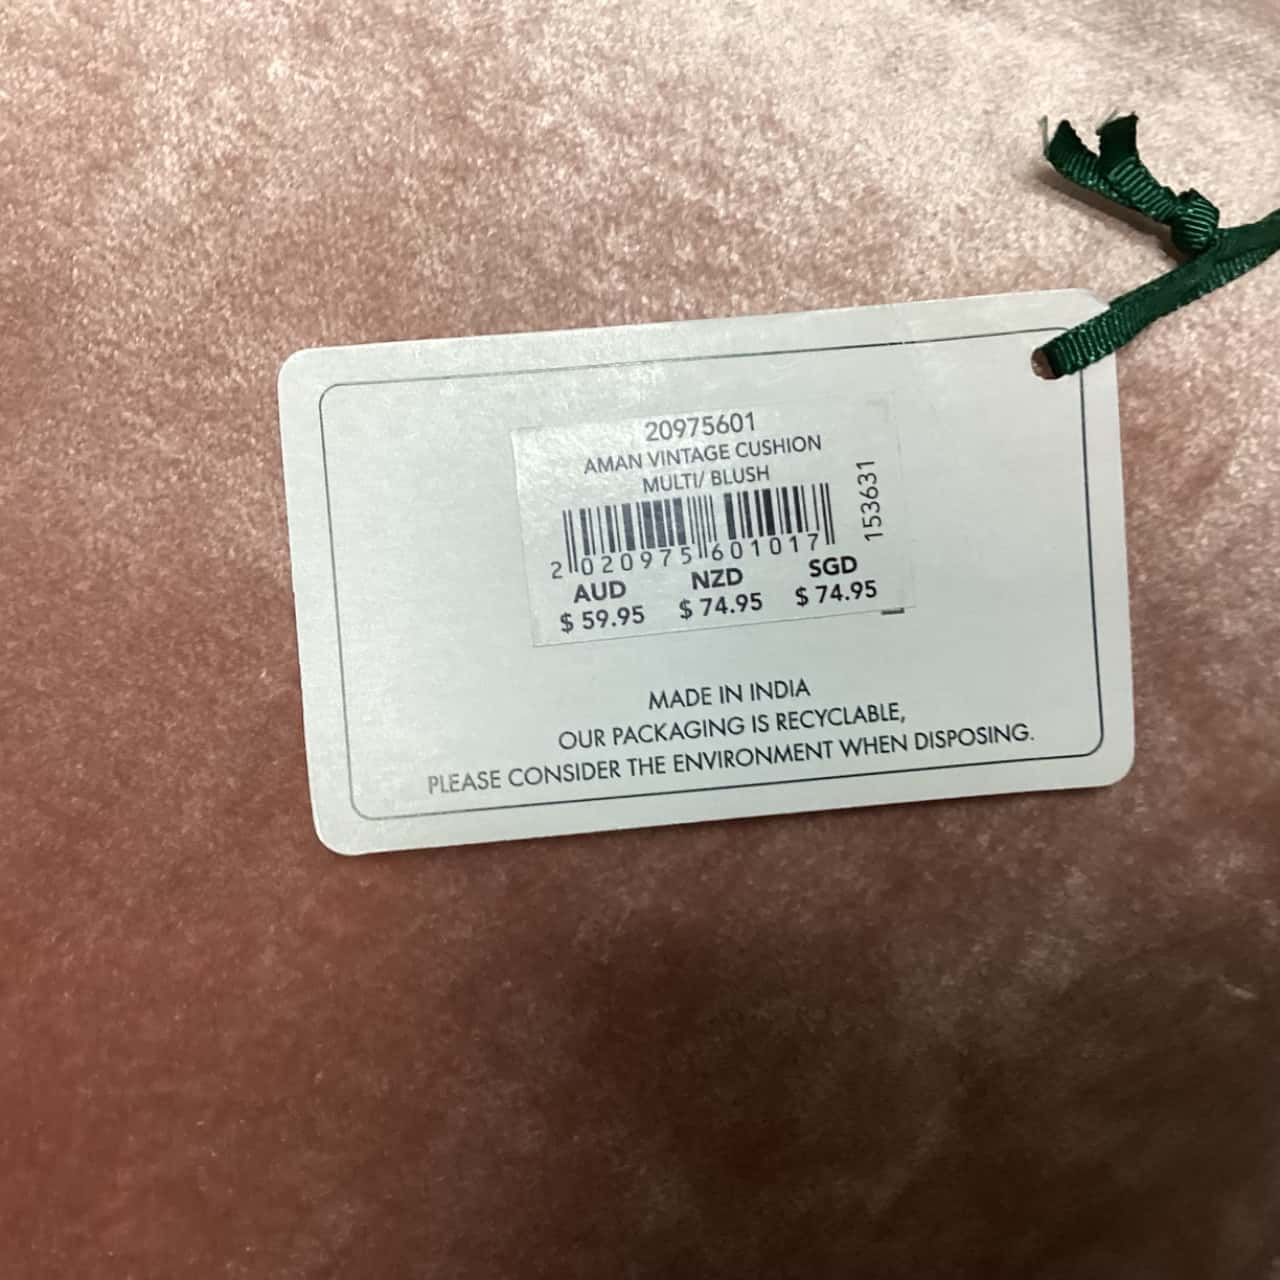 20975601
AMAN VINTAGE CUSHION
MULTI/ BLUSH
153631
2 020975 601017
AUD NZD SGD
$ 59.95 $ 74.95 $ 74.95
MADE IN INDIA
OUR PACKAGING IS RECYCLABLE,
PLEASE CONSIDER THE ENVIRONMENT WHEN DISPOSING.